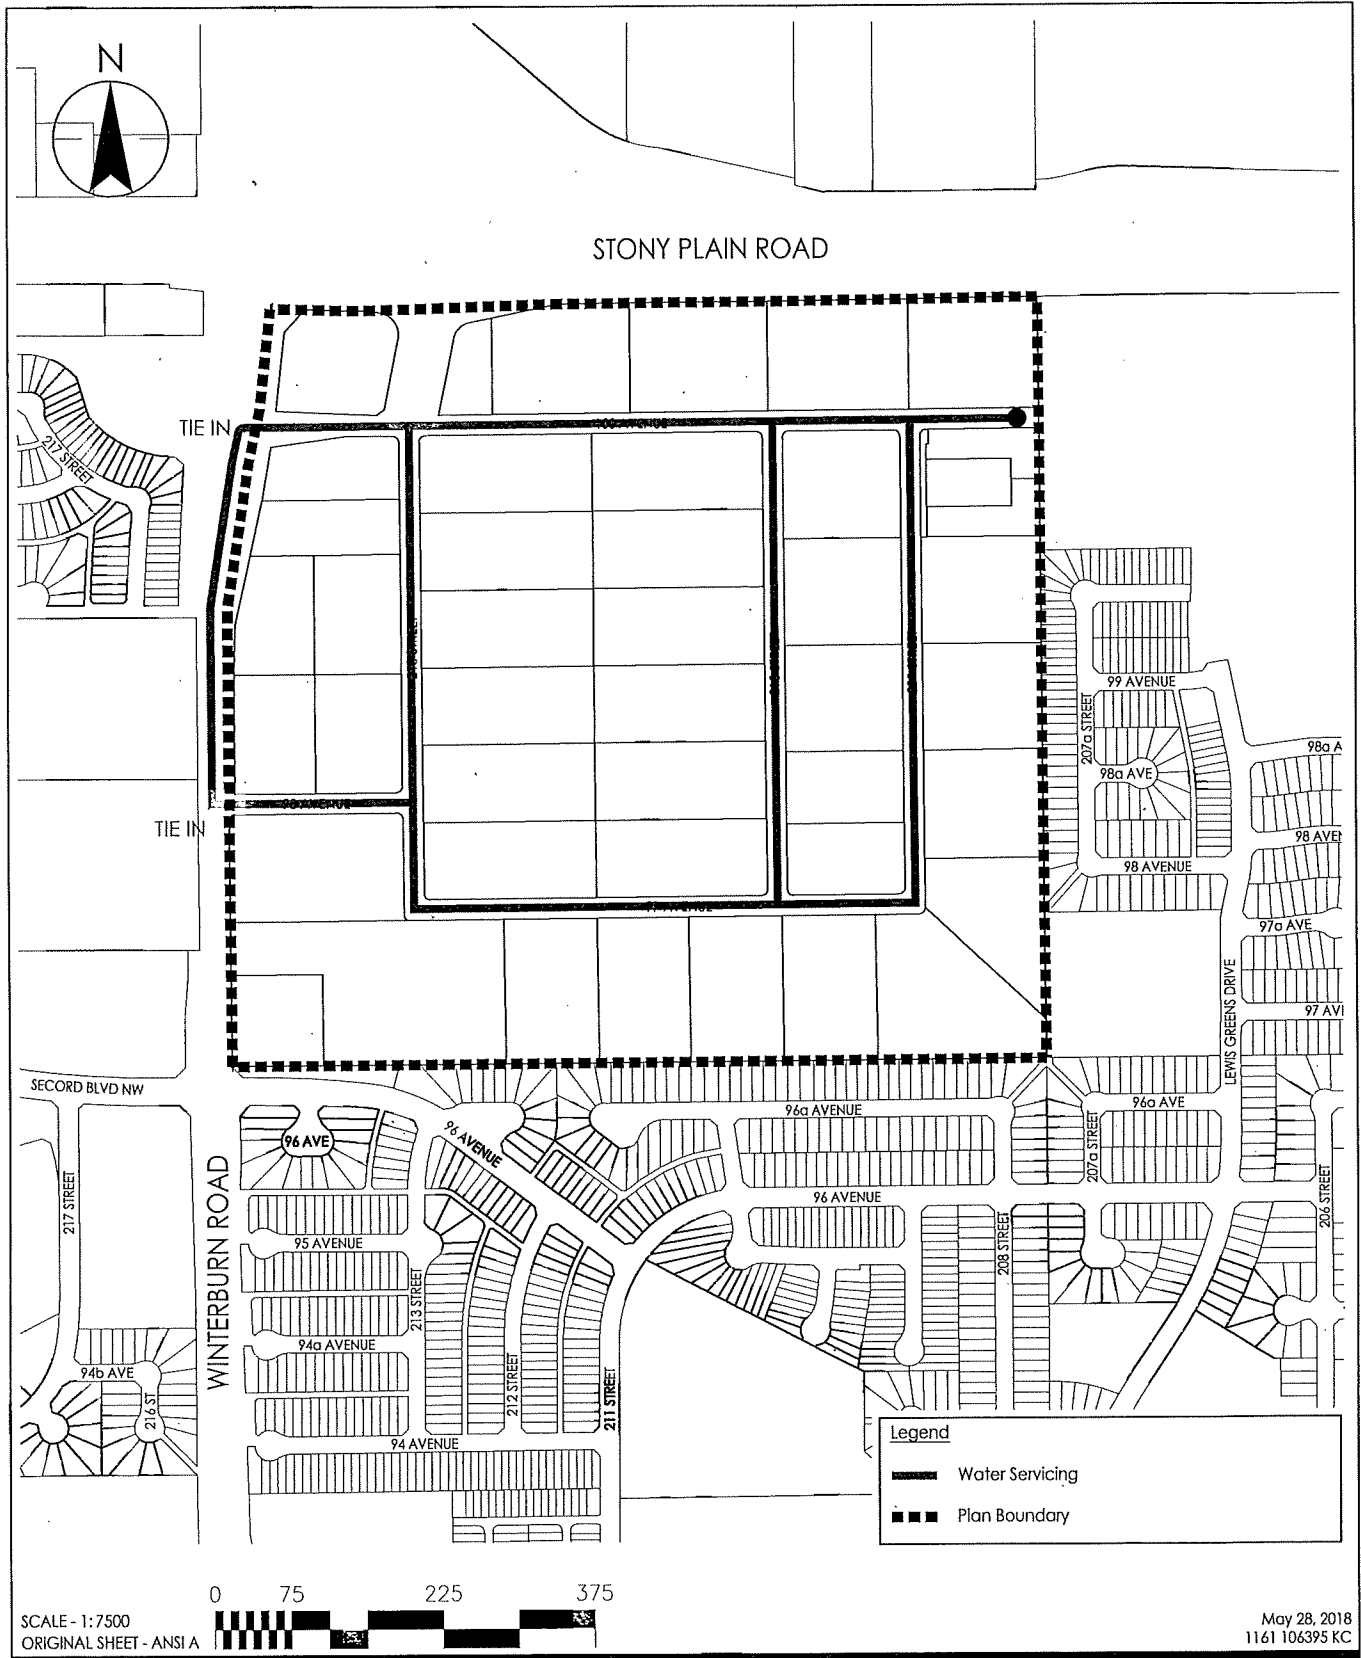 N
STONY PLAIN ROAD
TIE IN
217 STREET
99 AVENUE
207a STREET
98a A
98a AVE
98 AVENUE
TIE IN
98 AVEN
98 AVENUE
97a AVE
LEWIS GREENS DRIVE
97 AVE
SECORD BLVD NW
96a AVENUE
96a AVE
96 AVE
96 AVENUE
207a STREET
217 STREET
WINTERBURN ROAD
96 AVENUE
206 STREET
95 AVENUE
208 STREET
213 STREET
94a AVENUE
94b AVE
212 STREET
211 STREET
216 ST
94 AVENUE
Legend
Water Servicing
Plan Boundary
0 75 225 375
SCALE - 1:7500
ORIGINAL SHEET - ANSI A
May 28, 2018
1161 106395 KC